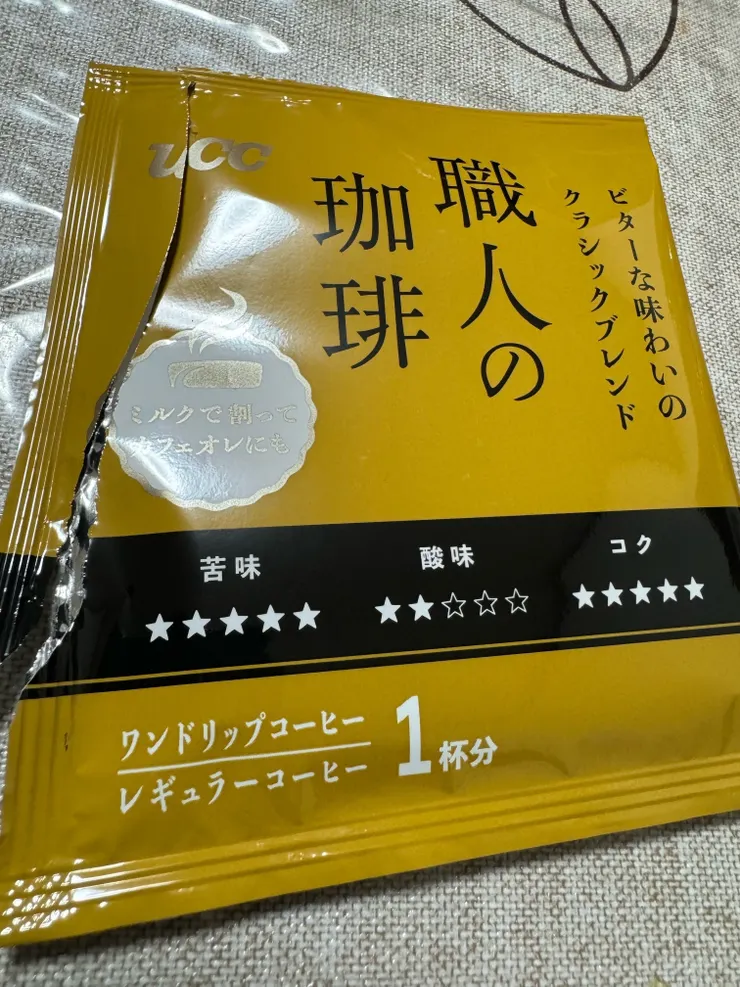 UCC
職人の
珈琲
ビターな味わいの
クラシックブレンド
ミルクで割って
カフェオレにも
苦味
★★★★★
酸味
★★☆☆☆
コク
★★★★★
ワンドリップコーヒー
レギュラーコーヒー
1杯分